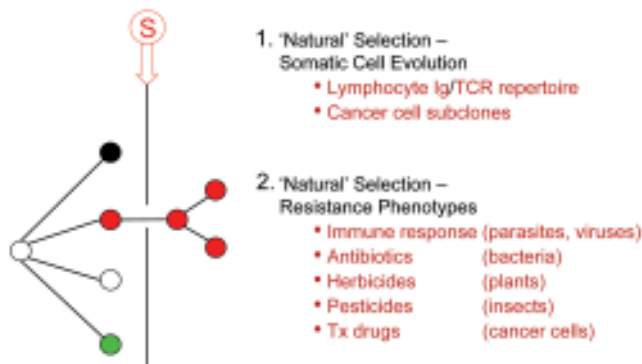 S
1. 'Natural' Selection –
Somatic Cell Evolution
• Lymphocyte Ig/TCR repertoire
• Cancer cell subclones
2. 'Natural' Selection –
Resistance Phenotypes
• Immune response (parasites, viruses)
• Antibiotics (bacteria)
• Herbicides (plants)
• Pesticides (insects)
• Tx drugs (cancer cells)